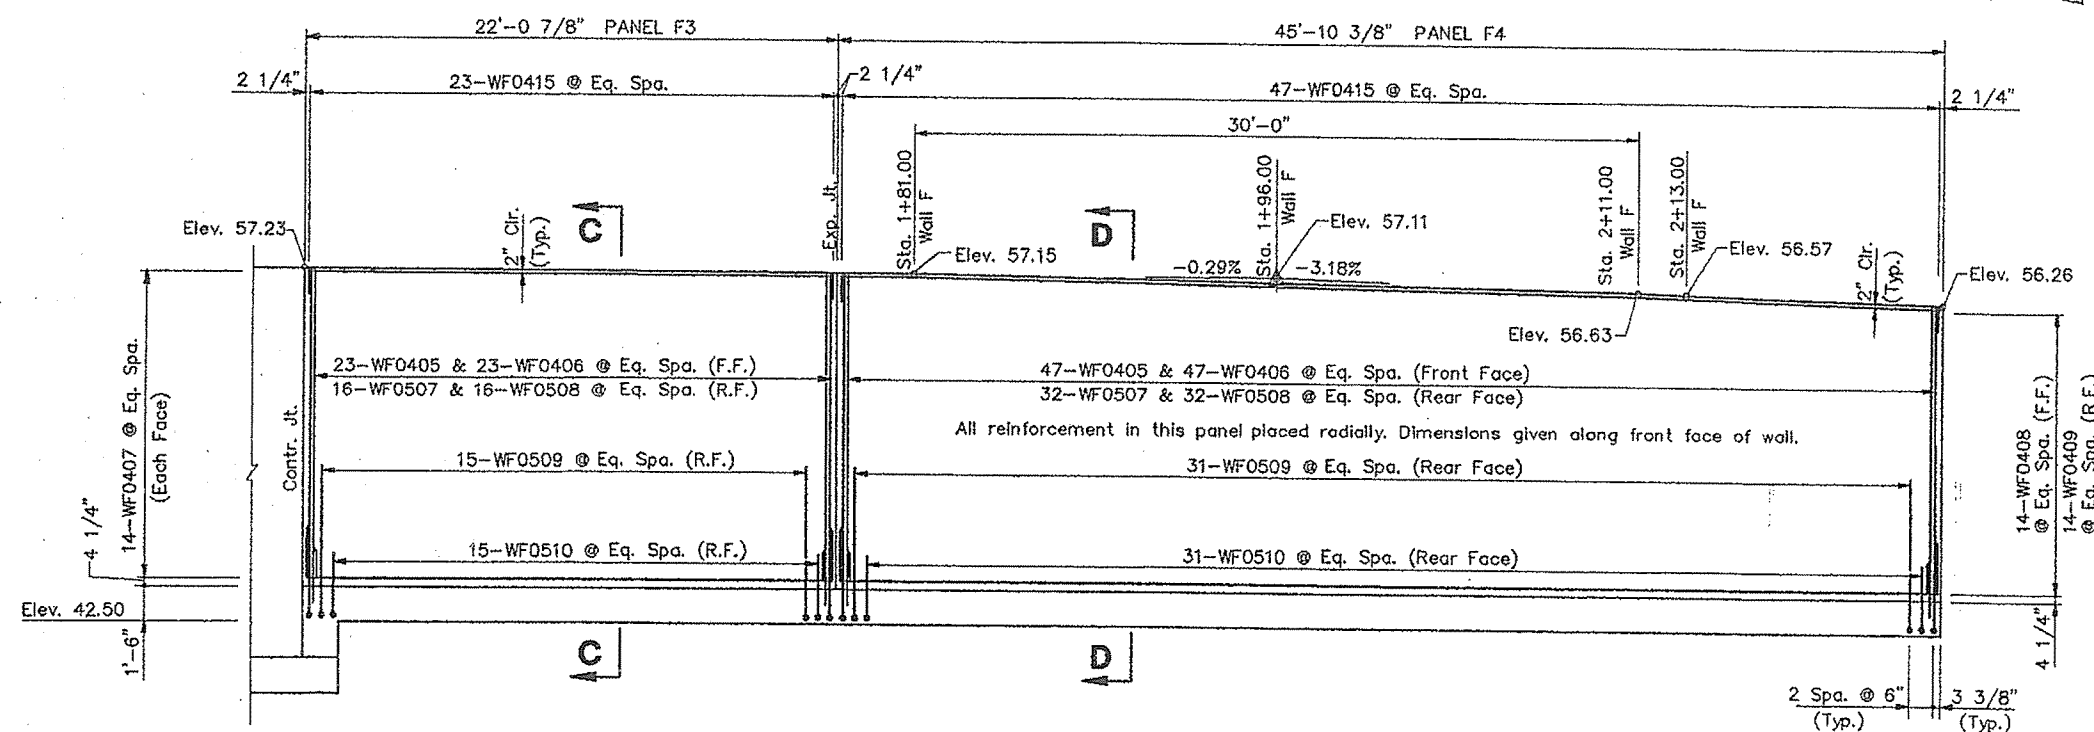 22'-0 7/8" PANEL F3
45'-10 3/8" PANEL F4
2 1/4"
23-WF0415 @ Eq. Spa.
2 1/4"
47-WF0415 @ Eq. Spa.
2 1/4"
30'-0"
Sta. 1+81.00
Wall F
Sta. 1+96.00
Wall F
Sta. 2+11.00
Wall F
Sta. 2+13.00
Wall F
Elev. 57.23
2" Clr.
(Typ.)
C
Exp. Jt.
Elev. 57.15
D
Elev. 57.11
-0.29%
-3.18%
Elev. 56.57
2" Clr.
(Typ.)
Elev. 56.26
Elev. 56.63
14-WF0407 @ Eq. Spa.
(Each Face)
Contr. Jt.
23-WF0405 & 23-WF0406 @ Eq. Spa. (F.F.)
16-WF0507 & 16-WF0508 @ Eq. Spa. (R.F.)
47-WF0405 & 47-WF0406 @ Eq. Spa. (Front Face)
32-WF0507 & 32-WF0508 @ Eq. Spa. (Rear Face)
All reinforcement in this panel placed radially. Dimensions given along front face of wall.
15-WF0509 @ Eq. Spa. (R.F.)
31-WF0509 @ Eq. Spa. (Rear Face)
14-WF0408
@ Eq. Spa. (F.F.)
14-WF0409
@ Eq. Spa. (R.F.)
4 1/4"
15-WF0510 @ Eq. Spa. (R.F.)
31-WF0510 @ Eq. Spa. (Rear Face)
Elev. 42.50
1'-6"
C
D
4 1/4"
2 Spa. @ 6"
(Typ.)
3 3/8"
(Typ.)